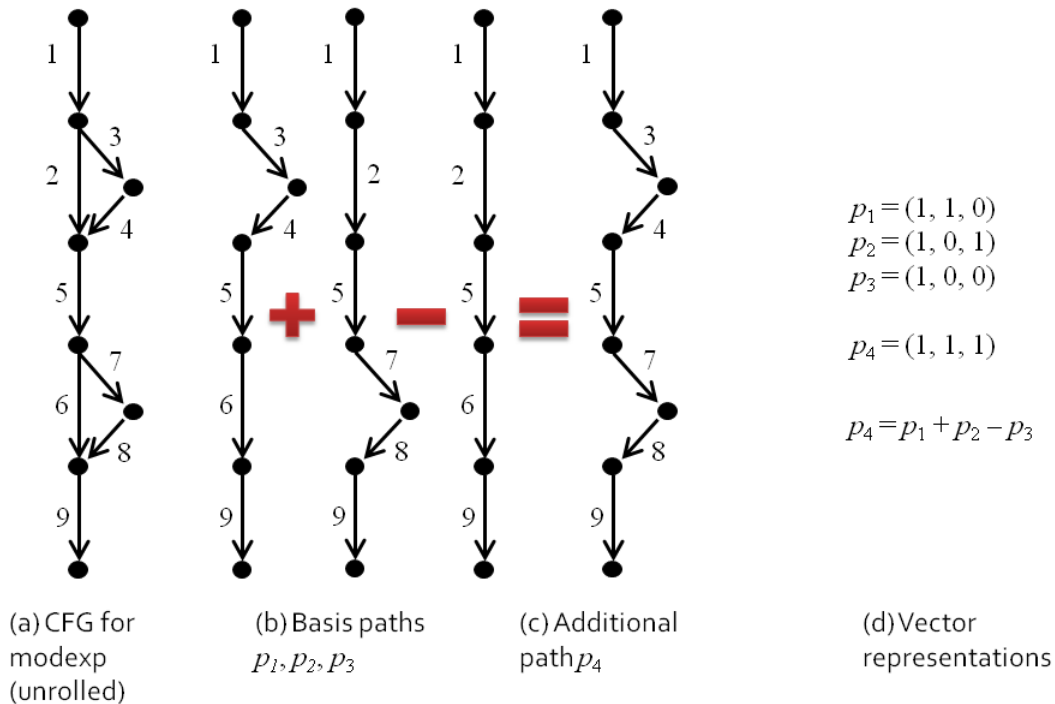 1
3
2
4
5
7
6
8
9
1
3
4
5
6
9
1
2
5
7
8
9
1
2
5
6
9
1
3
4
5
7
8
9
p₁ = (1, 1, 0)
p₂ = (1, 0, 1)
p₃ = (1, 0, 0)
p₄ = (1, 1, 1)
p₄ = p₁ + p₂ – p₃
(a) CFG for
modexp
(unrolled)
(b) Basis paths
p₁, p₂, p₃
(c) Additional
path p₄
(d) Vector
representations